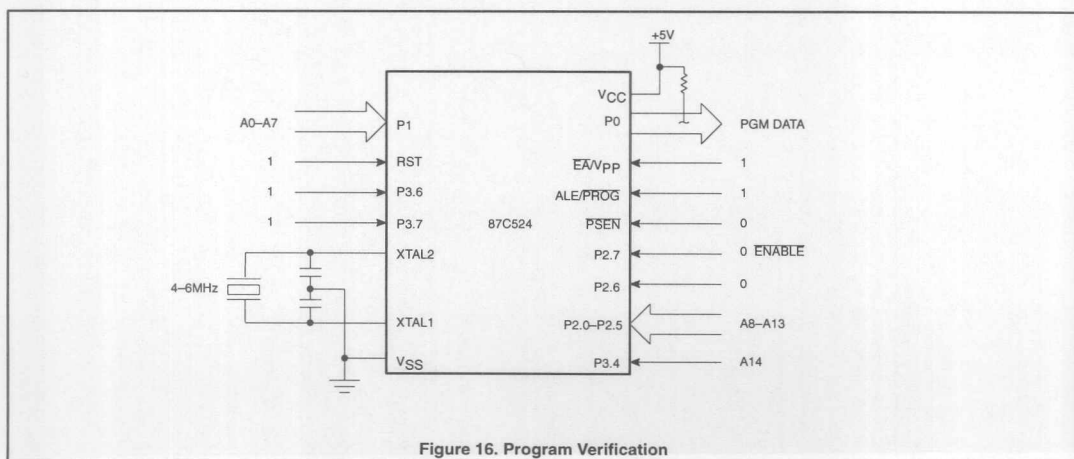 +5V
VCC
P0
PGM DATA
A0–A7
P1
1
RST
EA/VPP
1
1
P3.6
ALE/PROG
1
1
P3.7
87C524
PSEN
0
XTAL2
P2.7
0 ENABLE
4–6MHz
P2.6
0
XTAL1
P2.0–P2.5
A8–A13
VSS
P3.4
A14
Figure 16. Program Verification